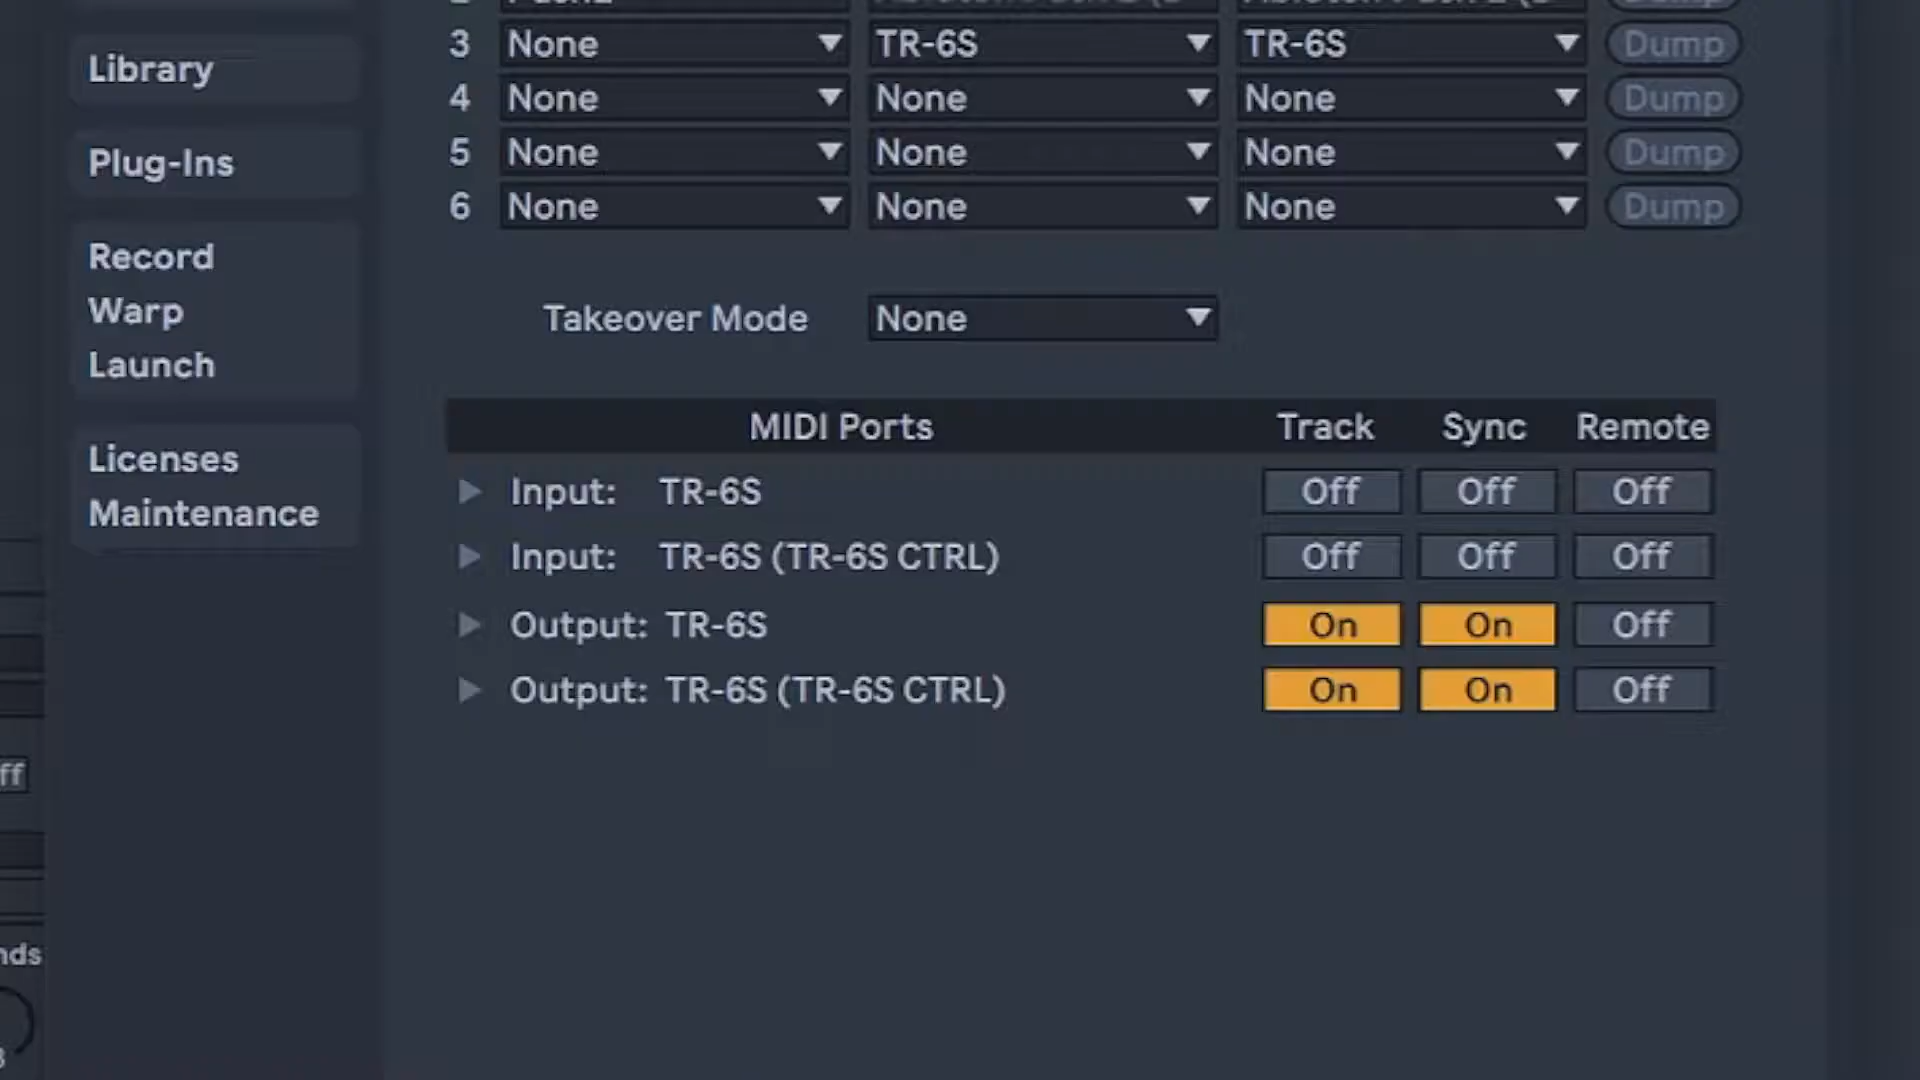 Library
Plug-Ins
Record
Warp
Launch
Licenses
Maintenance
3 None TR-6S TR-6S Dump
4 None None None Dump
5 None None None Dump
6 None None None Dump
Takeover Mode None
MIDI Ports Track Sync Remote
Input: TR-6S Off Off Off
Input: TR-6S (TR-6S CTRL) Off Off Off
Output: TR-6S On On Off
Output: TR-6S (TR-6S CTRL) On On Off
ff
nds